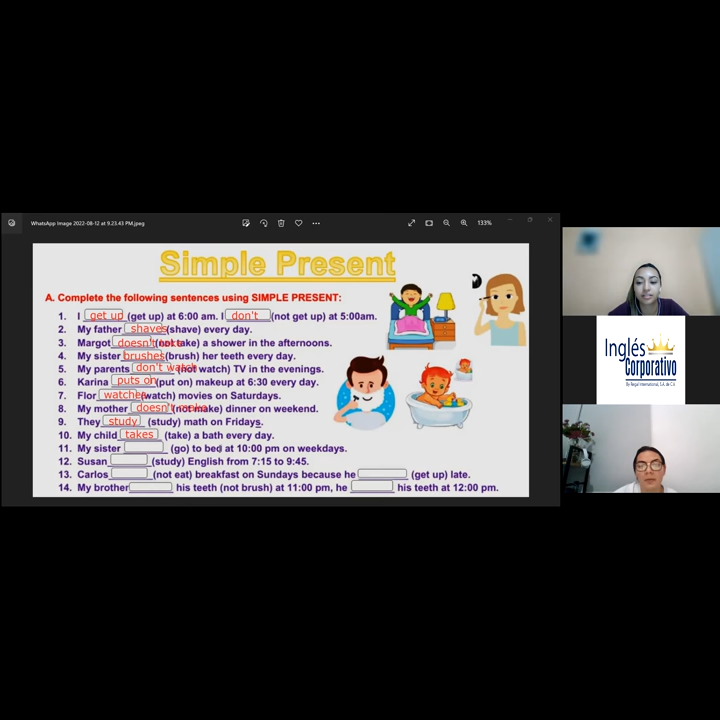 WhatsApp Image 2022-08-12 at 9.23.43 PM.jpeg
133%
Simple Present
A. Complete the following sentences using SIMPLE PRESENT:
1. I get up (get up) at 6:00 am. I don't (not get up) at 5:00am.
2. My father shaves (shave) every day.
3. Margot doesn't (not take) a shower in the afternoons.
4. My sister brushes (brush) her teeth every day.
5. My parents don't watch (not watch) TV in the evenings.
6. Karina puts on (put on) makeup at 6:30 every day.
7. Flor watches (watch) movies on Saturdays.
8. My mother doesn't make (not make) dinner on weekend.
9. They study (study) math on Fridays.
10. My child takes (take) a bath every day.
11. My sister (go) to bed at 10:00 pm on weekdays.
12. Susan (study) English from 7:15 to 9:45.
13. Carlos (not eat) breakfast on Sundays because he (get up) late.
14. My brother his teeth (not brush) at 11:00 pm, he his teeth at 12:00 pm.
Inglés
Corporativo
By Regal International, S.A. de C.V.